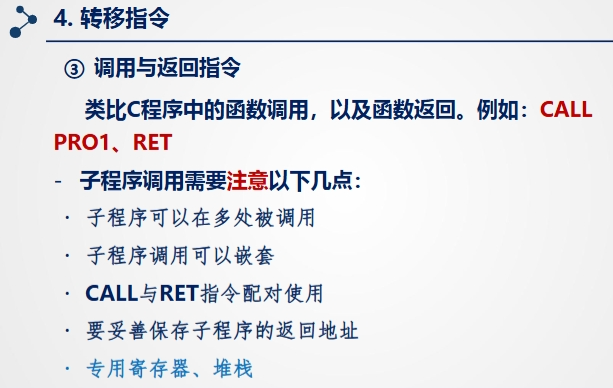 4. 转移指令
③ 调用与返回指令
类比C程序中的函数调用，以及函数返回。例如：CALL
PRO1、RET
- 子程序调用需要注意以下几点：
· 子程序可以在多处被调用
· 子程序调用可以嵌套
· CALL与RET指令配对使用
· 要妥善保存子程序的返回地址
· 专用寄存器、堆栈